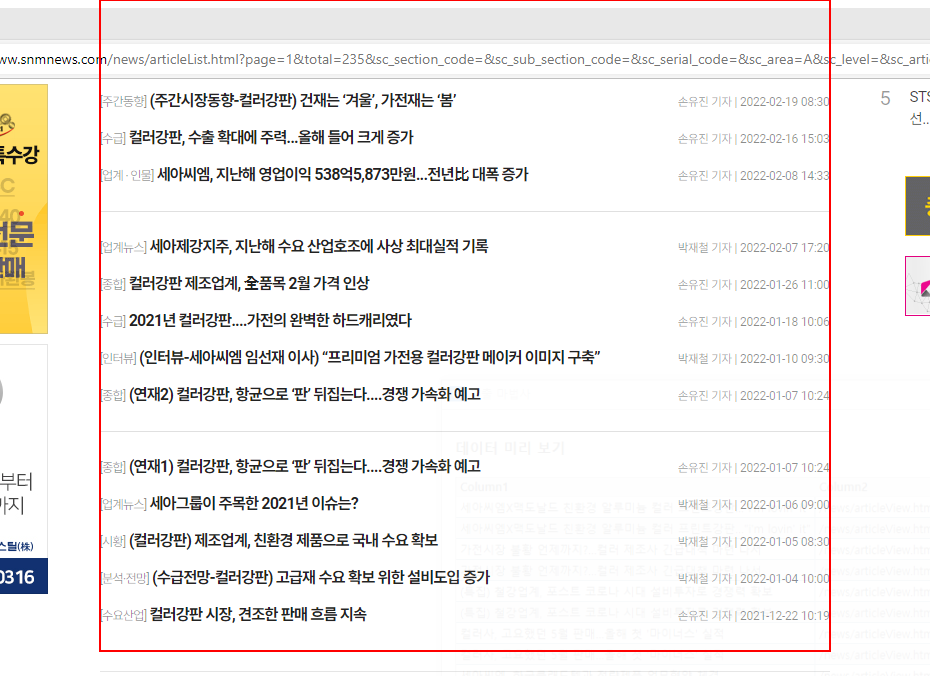 ww.snmnews.com/news/articleList.html?page=1&total=235&sc_section_code=&sc_sub_section_code=&sc_serial_code=&sc_area=A&sc_level=&sc_artic
[주간동향] (주간시장동향-컬러강판) 건재는 ‘겨울’, 가전재는 ‘봄’ 손유진 기자 | 2022-02-19 08:30
[수급] 컬러강판, 수출 확대에 주력...올해 들어 크게 증가 손유진 기자 | 2022-02-16 15:03
[업계·인물] 세아씨엠, 지난해 영업이익 538억5,873만원...전년比 대폭 증가 손유진 기자 | 2022-02-08 14:33
[업계뉴스] 세아제강지주, 지난해 수요 산업호조에 사상 최대실적 기록 박재철 기자 | 2022-02-07 17:20
[종합] 컬러강판 제조업계, 全품목 2월 가격 인상 손유진 기자 | 2022-01-26 11:00
[수급] 2021년 컬러강판....가전의 완벽한 하드캐리였다 손유진 기자 | 2022-01-18 10:06
[인터뷰] (인터뷰-세아씨엠 임선재 이사) “프리미엄 가전용 컬러강판 메이커 이미지 구축” 박재철 기자 | 2022-01-10 09:30
[종합] (연재2) 컬러강판, 항균으로 ‘판’ 뒤집는다....경쟁 가속화 예고 손유진 기자 | 2022-01-07 10:24
[종합] (연재1) 컬러강판, 항균으로 ‘판’ 뒤집는다....경쟁 가속화 예고 손유진 기자 | 2022-01-07 10:24
[업계뉴스] 세아그룹이 주목한 2021년 이슈는? 박재철 기자 | 2022-01-06 09:00
[시황] (컬러강판) 제조업계, 친환경 제품으로 국내 수요 확보 박재철 기자 | 2022-01-05 08:30
[분석·전망] (수급전망-컬러강판) 고급재 수요 확보 위한 설비도입 증가 박재철 기자 | 2022-01-04 10:00
[수요산업] 컬러강판 시장, 견조한 판매 흐름 지속 손유진 기자 | 2021-12-22 10:19
5 STS
선..
특수강
전문
판매
부터
까지
스틸(株)
0316
데이터 미리 보기
Column1 Column2